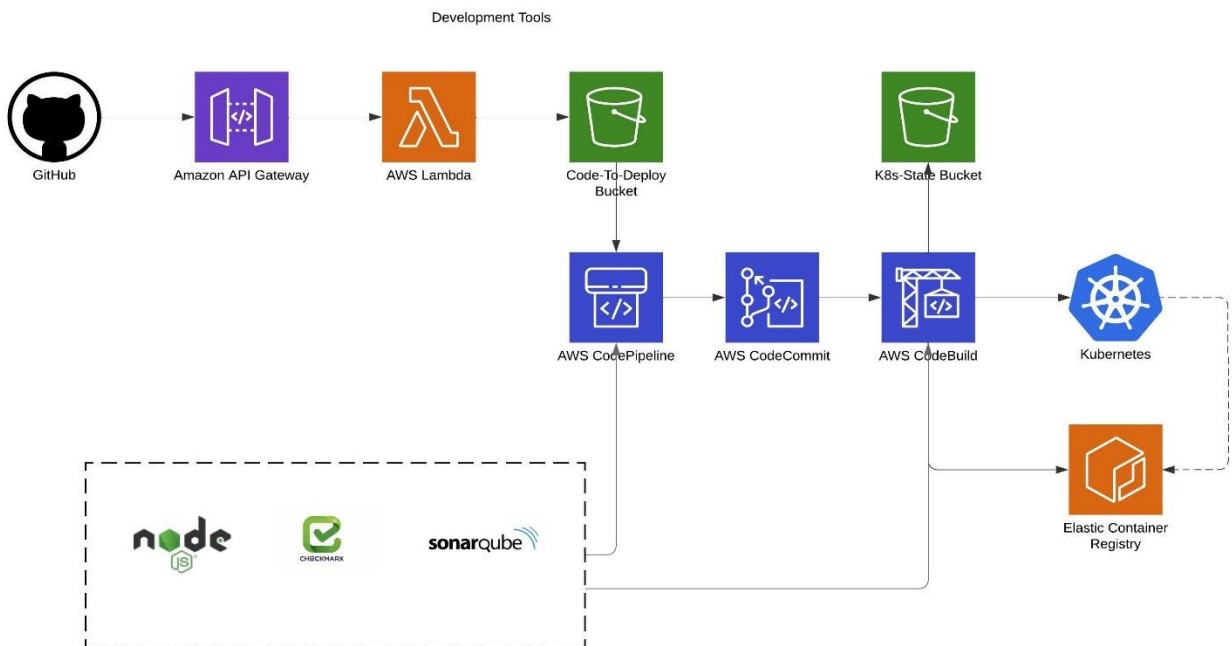 Development Tools
GitHub
Amazon API Gateway
AWS Lambda
Code-To-Deploy
Bucket
K8s-State Bucket
</>
</>
</>
</>
AWS CodePipeline
AWS CodeCommit
AWS CodeBuild
Kubernetes
node
JS
CHECKMARX
sonarqube
Elastic Container
Registry